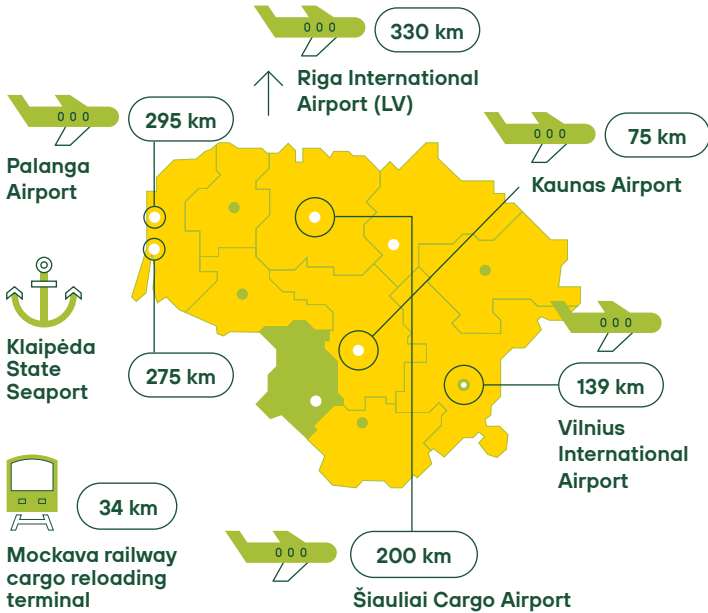 330 km
Riga International
Airport (LV)
295 km
Palanga
Airport
75 km
Kaunas Airport
Klaipėda
State
Seaport
275 km
139 km
Vilnius
International
Airport
34 km
Mockava railway
cargo reloading
terminal
200 km
Šiauliai Cargo Airport